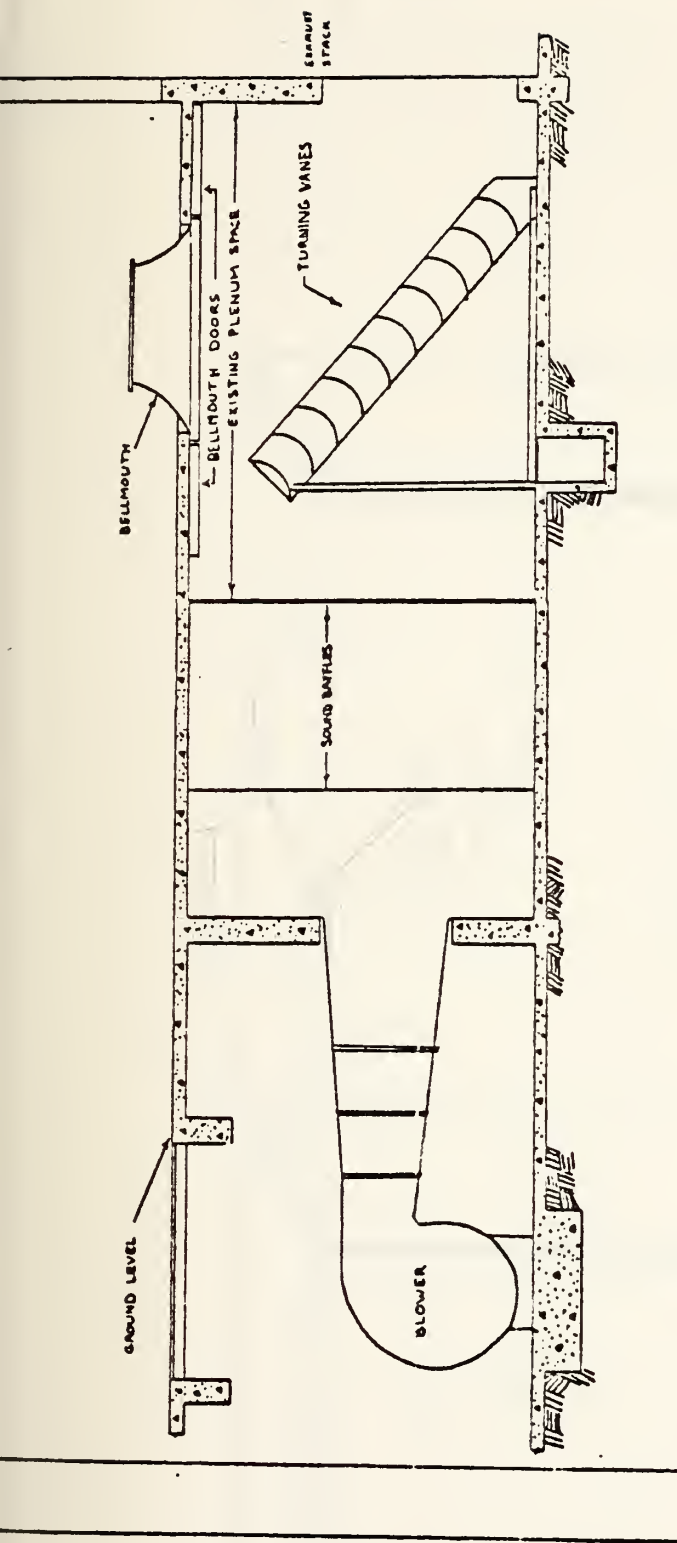 GROUND LEVEL
BELLMOUTH
BELLMOUTH DOORS
EXISTING PLENUM SPACE
TURNING VANES
EXHAUST
STACK
SOUND BAFFLES
BLOWER